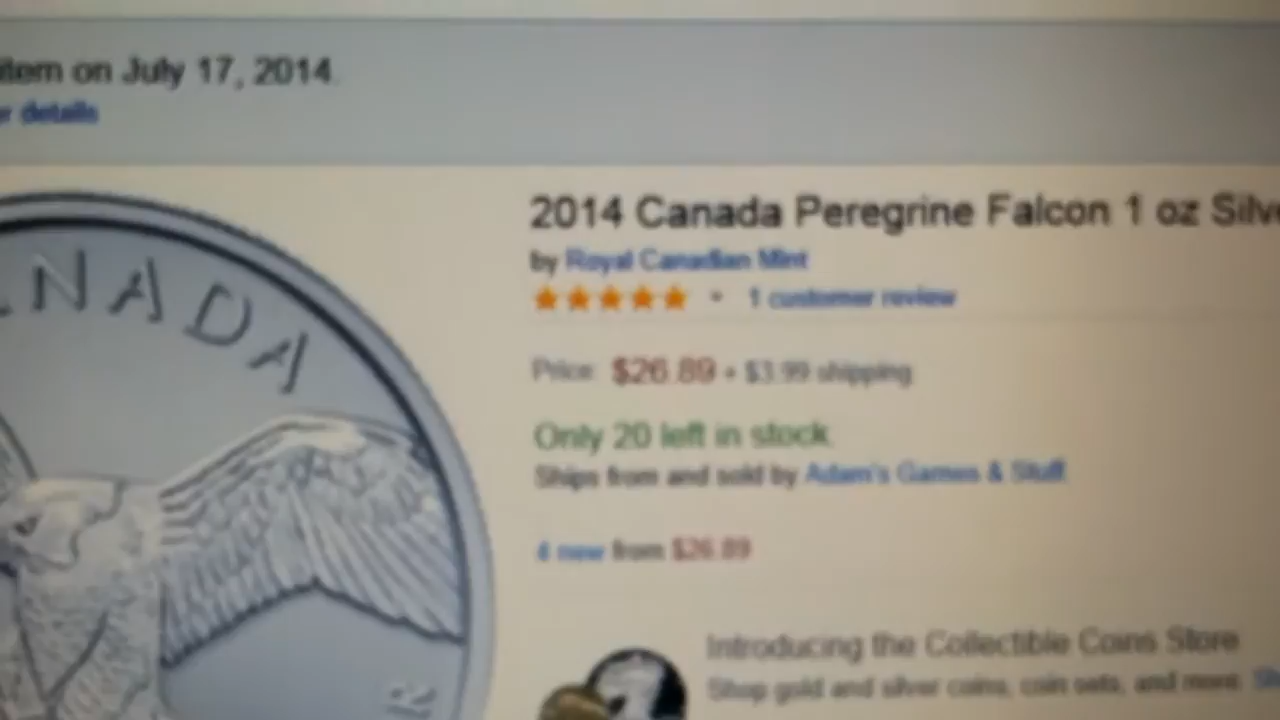 item on July 17, 2014.
details
NADA
2014 Canada Peregrine Falcon 1 oz Silve
by Royal Canadian Mint
1 customer review
Price: $26.89 + $3.99 shipping
Only 20 left in stock.
Ships from and sold by Adam's Games & Stuff.
4 new from $26.89
Introducing the Collectible Coins Store
Shop gold and silver coins, coin sets, and more.